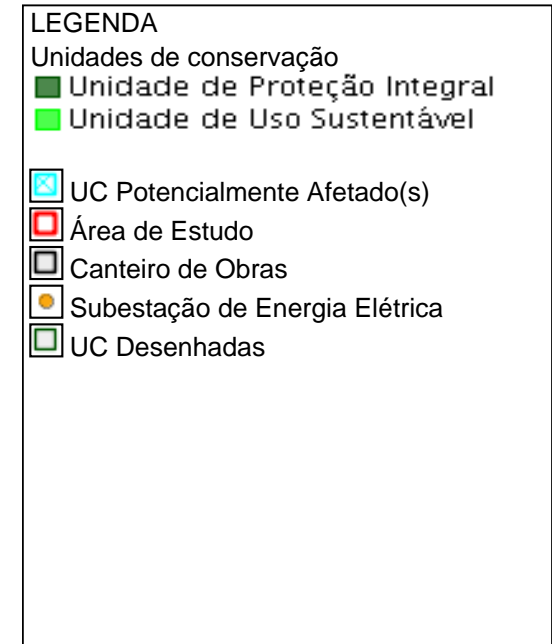 LEGENDA
Unidades de conservação
Unidade de Proteção Integral
Unidade de Uso Sustentável
UC Potencialmente Afetado(s)
Área de Estudo
Canteiro de Obras
Subestação de Energia Elétrica
UC Desenhadas